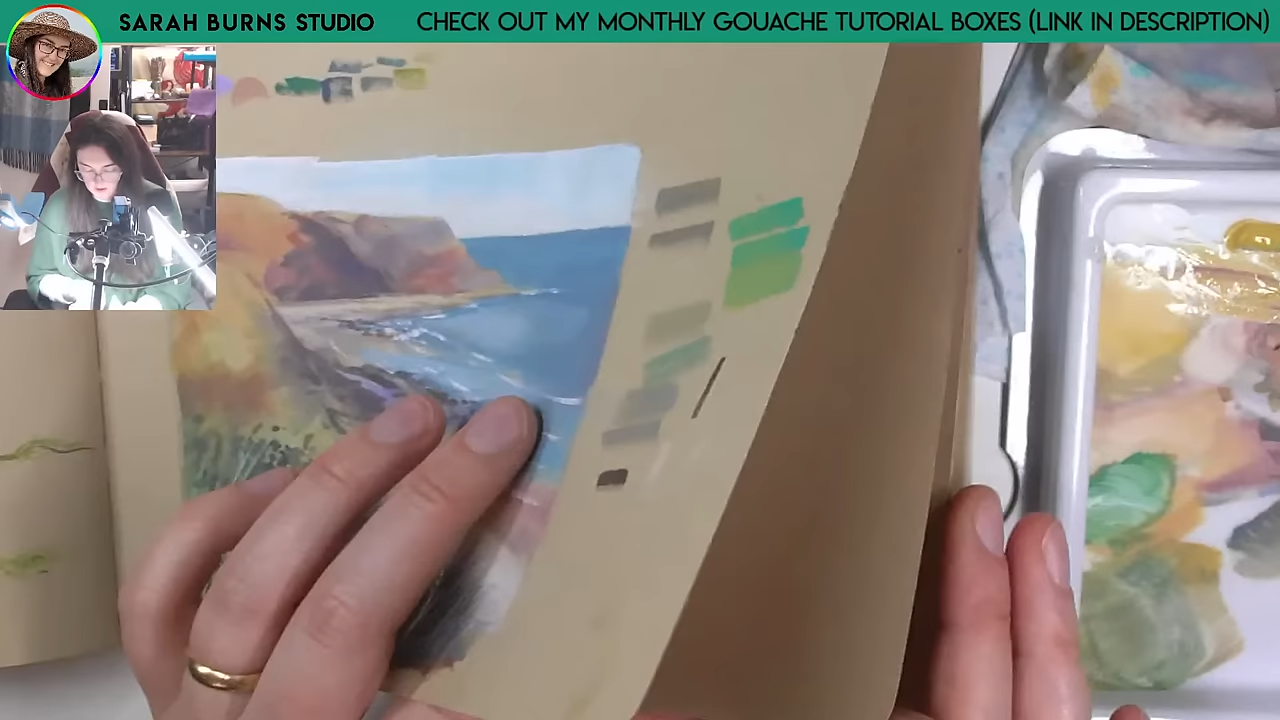 SARAH BURNS STUDIO
CHECK OUT MY MONTHLY GOUACHE TUTORIAL BOXES (LINK IN DESCRIPTION)